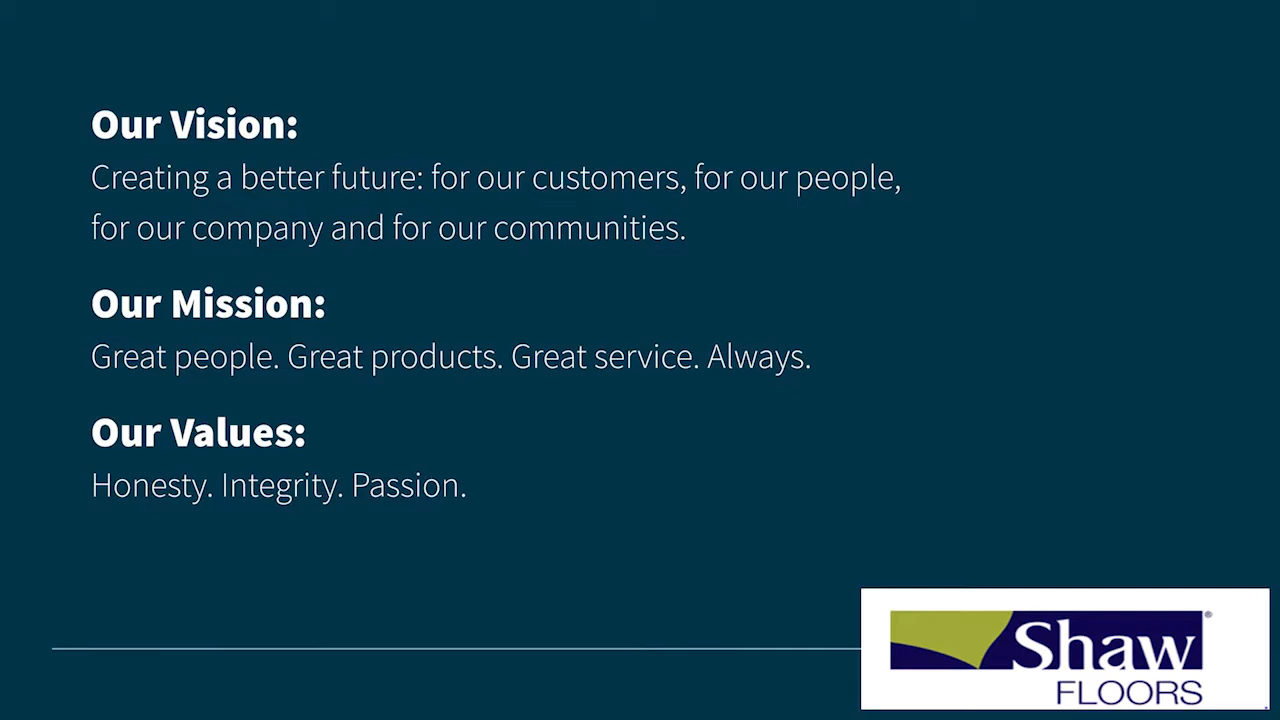 Our Vision:
Creating a better future: for our customers, for our people,
for our company and for our communities.
Our Mission:
Great people. Great products. Great service. Always.
Our Values:
Honesty. Integrity. Passion.
Shaw®
FLOORS